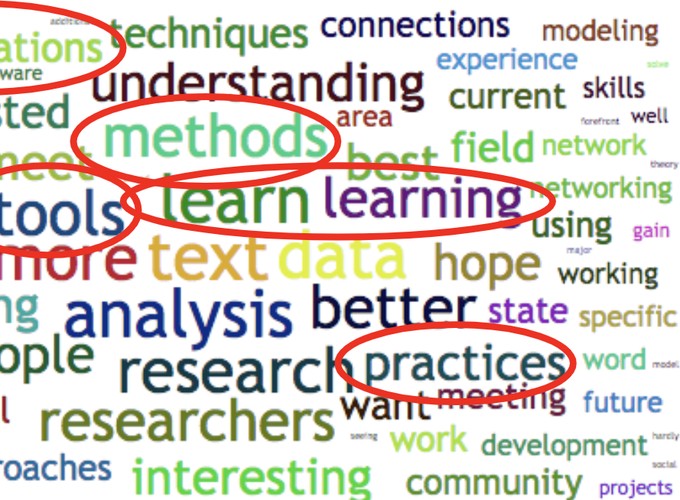 additional techniques connections modeling
ations experience solve
ware understanding current skills
sted methods area forefront well
meet best field network theory
tools learn learning networking
using gain
more text data hope major working
ng analysis better state specific
ople research practices word model
l researchers want meeting future
seeing work development hardly
roaches interesting community social projects